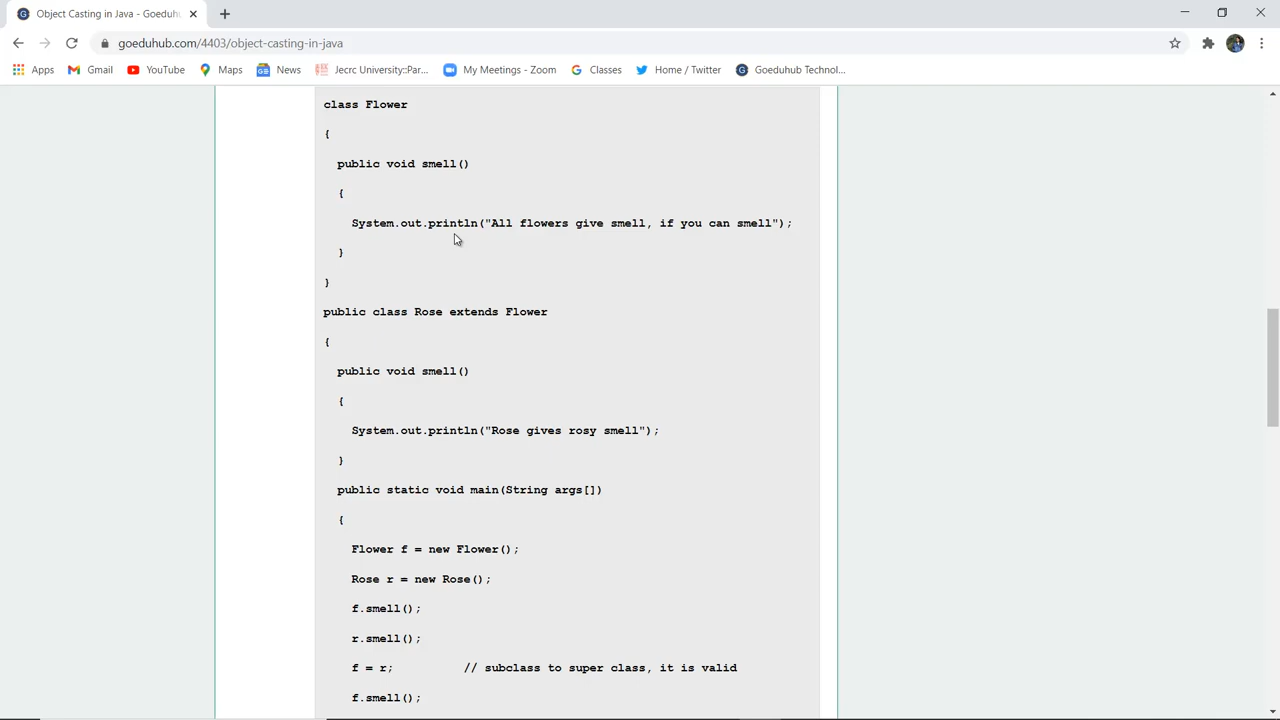 Object Casting in Java - Goeduhu
goeduhub.com/4403/object-casting-in-java
Apps Gmail YouTube Maps News Jecrc University::Par... My Meetings - Zoom Classes Home / Twitter Goeduhub Technol...
class Flower
{
public void smell()
{
System.out.println("All flowers give smell, if you can smell");
}
}
public class Rose extends Flower
{
public void smell()
{
System.out.println("Rose gives rosy smell");
}
public static void main(String args[])
{
Flower f = new Flower();
Rose r = new Rose();
f.smell();
r.smell();
f = r; // subclass to super class, it is valid
f.smell();